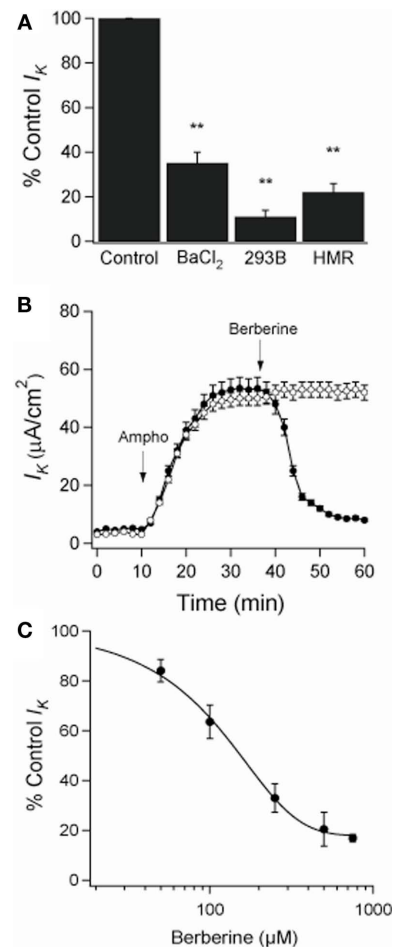 A
% Control I_K
100
80
60
40
20
0
**
**
**
Control
BaCl₂
293B
HMR
B
I_K (μA/cm²)
80
60
40
20
0
Berberine
Ampho
0
10
20
30
40
50
60
Time (min)
C
% Control I_K
100
80
60
40
20
0
100
1000
Berberine (μM)